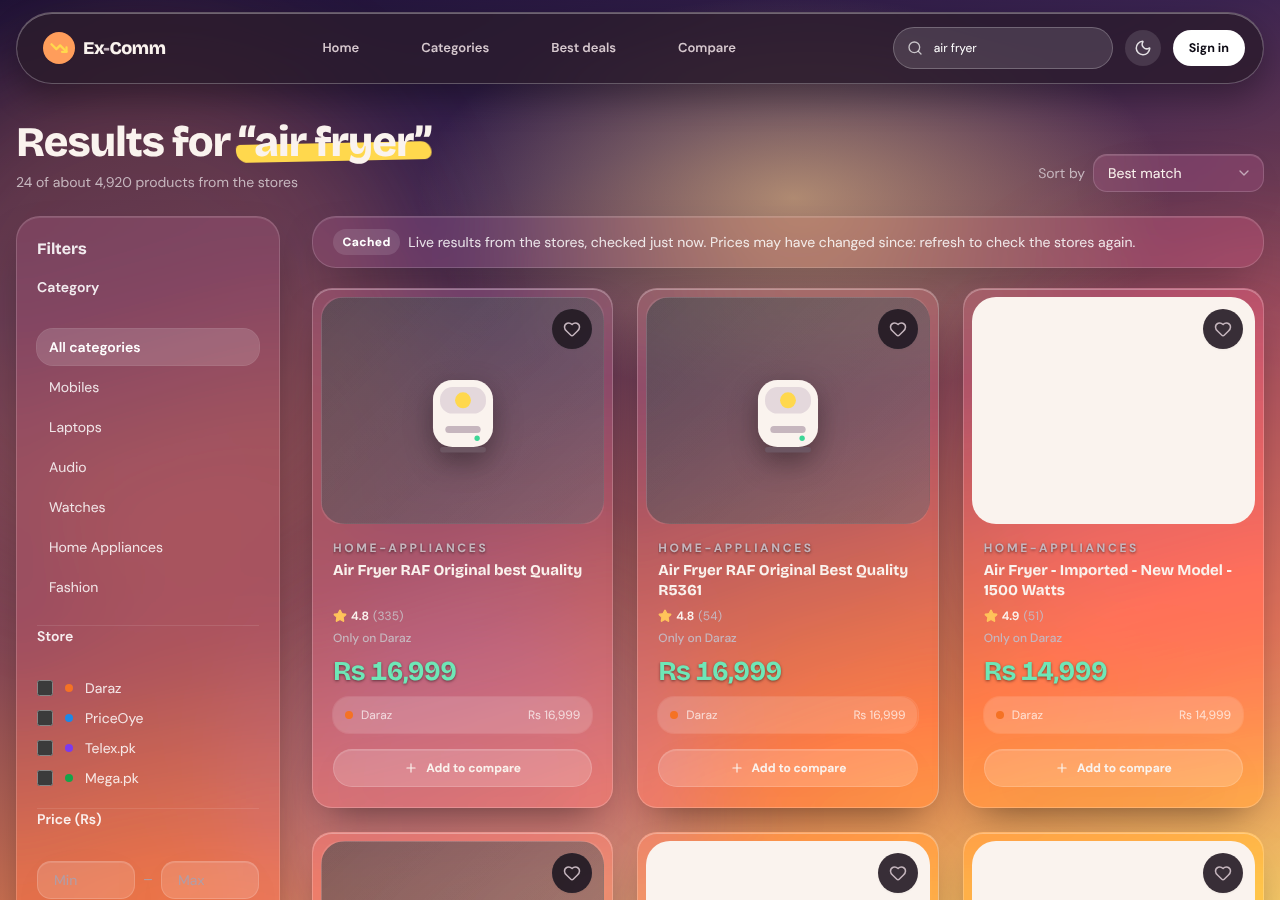 Ex-Comm
Home
Categories
Best deals
Compare
air fryer
Sign in
Results for “air fryer”
24 of about 4,920 products from the stores
Sort by
Best match
Filters
Category
All categories
Mobiles
Laptops
Audio
Watches
Home Appliances
Fashion
Store
Daraz
PriceOye
Telex.pk
Mega.pk
Price (Rs)
Min
–
Max
Cached Live results from the stores, checked just now. Prices may have changed since: refresh to check the stores again.
HOME-APPLIANCES
Air Fryer RAF Original best Quality
4.8 (335)
Only on Daraz
Rs 16,999
Daraz Rs 16,999
Add to compare
HOME-APPLIANCES
Air Fryer RAF Original Best Quality
R5361
4.8 (54)
Only on Daraz
Rs 16,999
Daraz Rs 16,999
Add to compare
HOME-APPLIANCES
Air Fryer - Imported - New Model -
1500 Watts
4.9 (51)
Only on Daraz
Rs 14,999
Daraz Rs 14,999
Add to compare